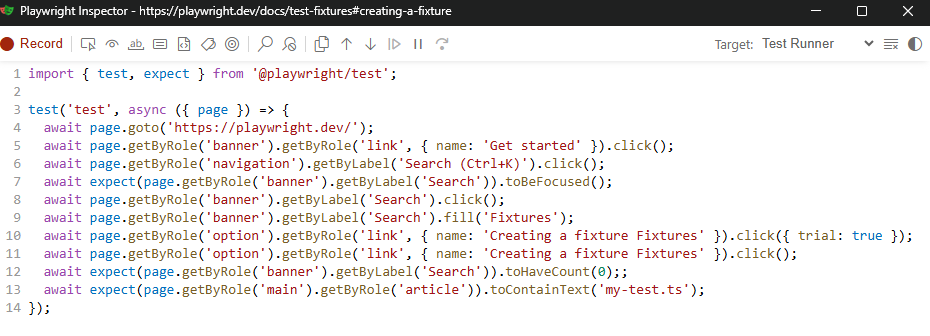 Playwright Inspector - https://playwright.dev/docs/test-fixtures#creating-a-fixture
Record ab Target: Test Runner
1 import { test, expect } from '@playwright/test';
2
3 test('test', async ({ page }) => {
4 await page.goto('https://playwright.dev/');
5 await page.getByRole('banner').getByRole('link', { name: 'Get started' }).click();
6 await page.getByRole('navigation').getByLabel('Search (Ctrl+K)').click();
7 await expect(page.getByRole('banner').getByLabel('Search')).toBeFocused();
8 await page.getByRole('banner').getByLabel('Search').click();
9 await page.getByRole('banner').getByLabel('Search').fill('Fixtures');
10 await page.getByRole('option').getByRole('link', { name: 'Creating a fixture Fixtures' }).click({ trial: true });
11 await page.getByRole('option').getByRole('link', { name: 'Creating a fixture Fixtures' }).click();
12 await expect(page.getByRole('banner').getByLabel('Search')).toHaveCount(0);;
13 await expect(page.getByRole('main').getByRole('article')).toContainText('my-test.ts');
14 });